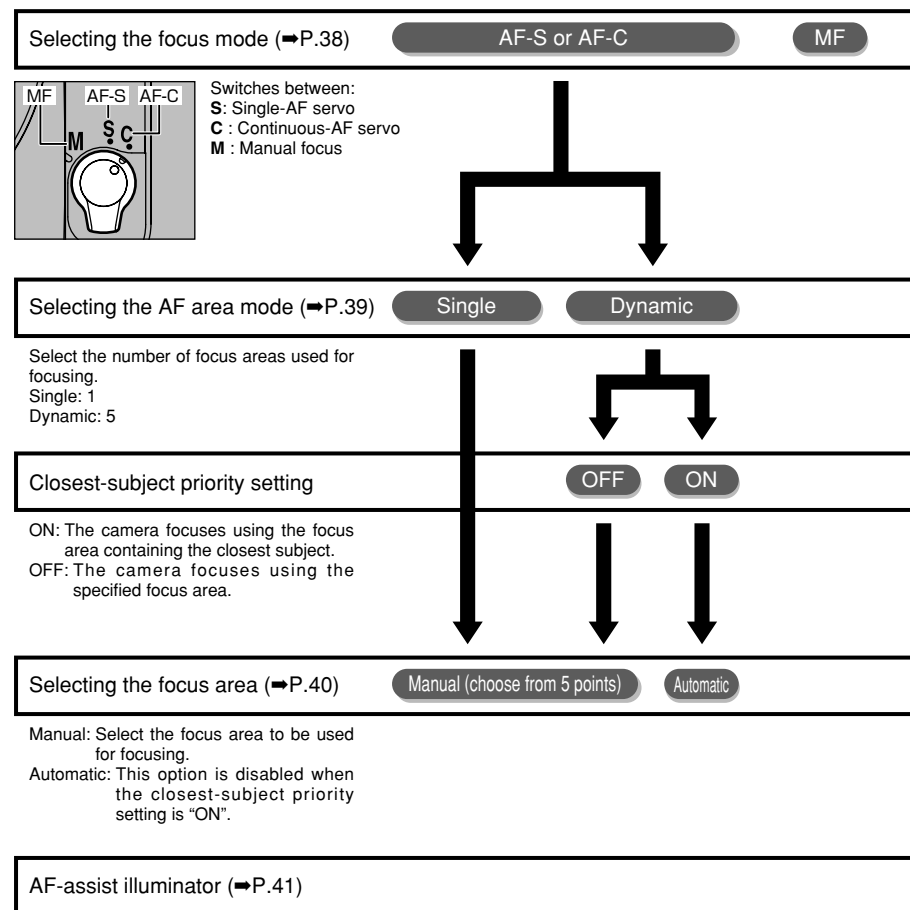 Selecting the focus mode (➡P.38) AF-S or AF-C MF
MF AF-S AF-C
M S C
Switches between:
S: Single-AF servo
C : Continuous-AF servo
M : Manual focus
Selecting the AF area mode (➡P.39) Single Dynamic
Select the number of focus areas used for
focusing.
Single: 1
Dynamic: 5
Closest-subject priority setting OFF ON
ON: The camera focuses using the focus
area containing the closest subject.
OFF: The camera focuses using the
specified focus area.
Selecting the focus area (➡P.40) Manual (choose from 5 points) Automatic
Manual: Select the focus area to be used
for focusing.
Automatic: This option is disabled when
the closest-subject priority
setting is “ON”.
AF-assist illuminator (➡P.41)